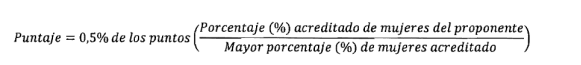 Puntaje = 0,5% de los puntos (Porcentaje (%) acreditado de mujeres del proponente / Mayor porcentaje (%) de mujeres acreditado)